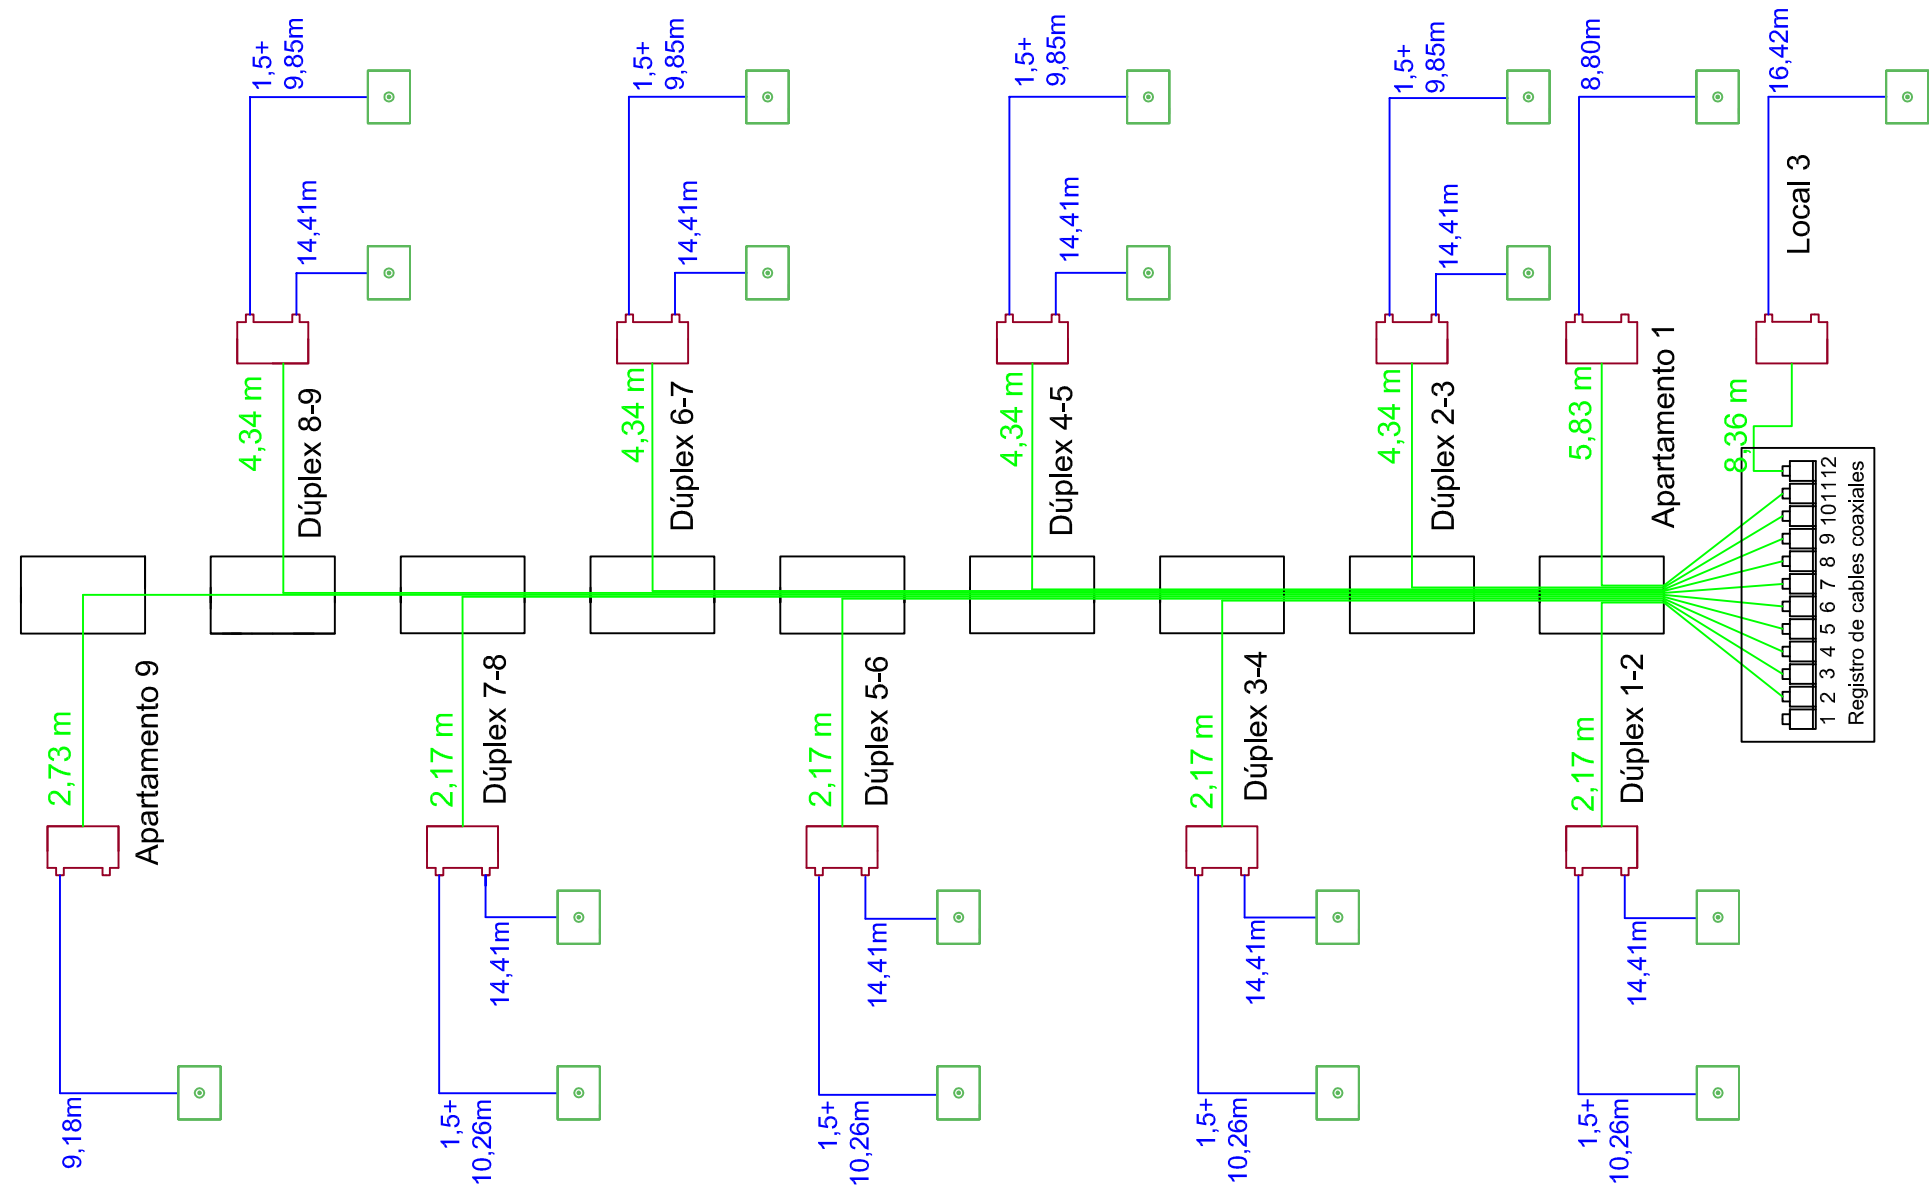 1,5+
9,85m
14,41m
4,34 m
Dúplex 8-9
1,5+
9,85m
14,41m
4,34 m
Dúplex 6-7
1,5+
9,85m
14,41m
4,34 m
Dúplex 4-5
1,5+
9,85m
14,41m
4,34 m
Dúplex 2-3
8,80m
5,83 m
Apartamento 1
16,42m
Local 3
8,36 m
2,73 m
Apartamento 9
9,18m
2,17 m
Dúplex 7-8
14,41m
1,5+
10,26m
2,17 m
Dúplex 5-6
14,41m
1,5+
10,26m
2,17 m
Dúplex 3-4
14,41m
1,5+
10,26m
2,17 m
Dúplex 1-2
14,41m
1,5+
10,26m
1 2 3 4 5 6 7 8 9 10 11 12
Registro de cables coaxiales